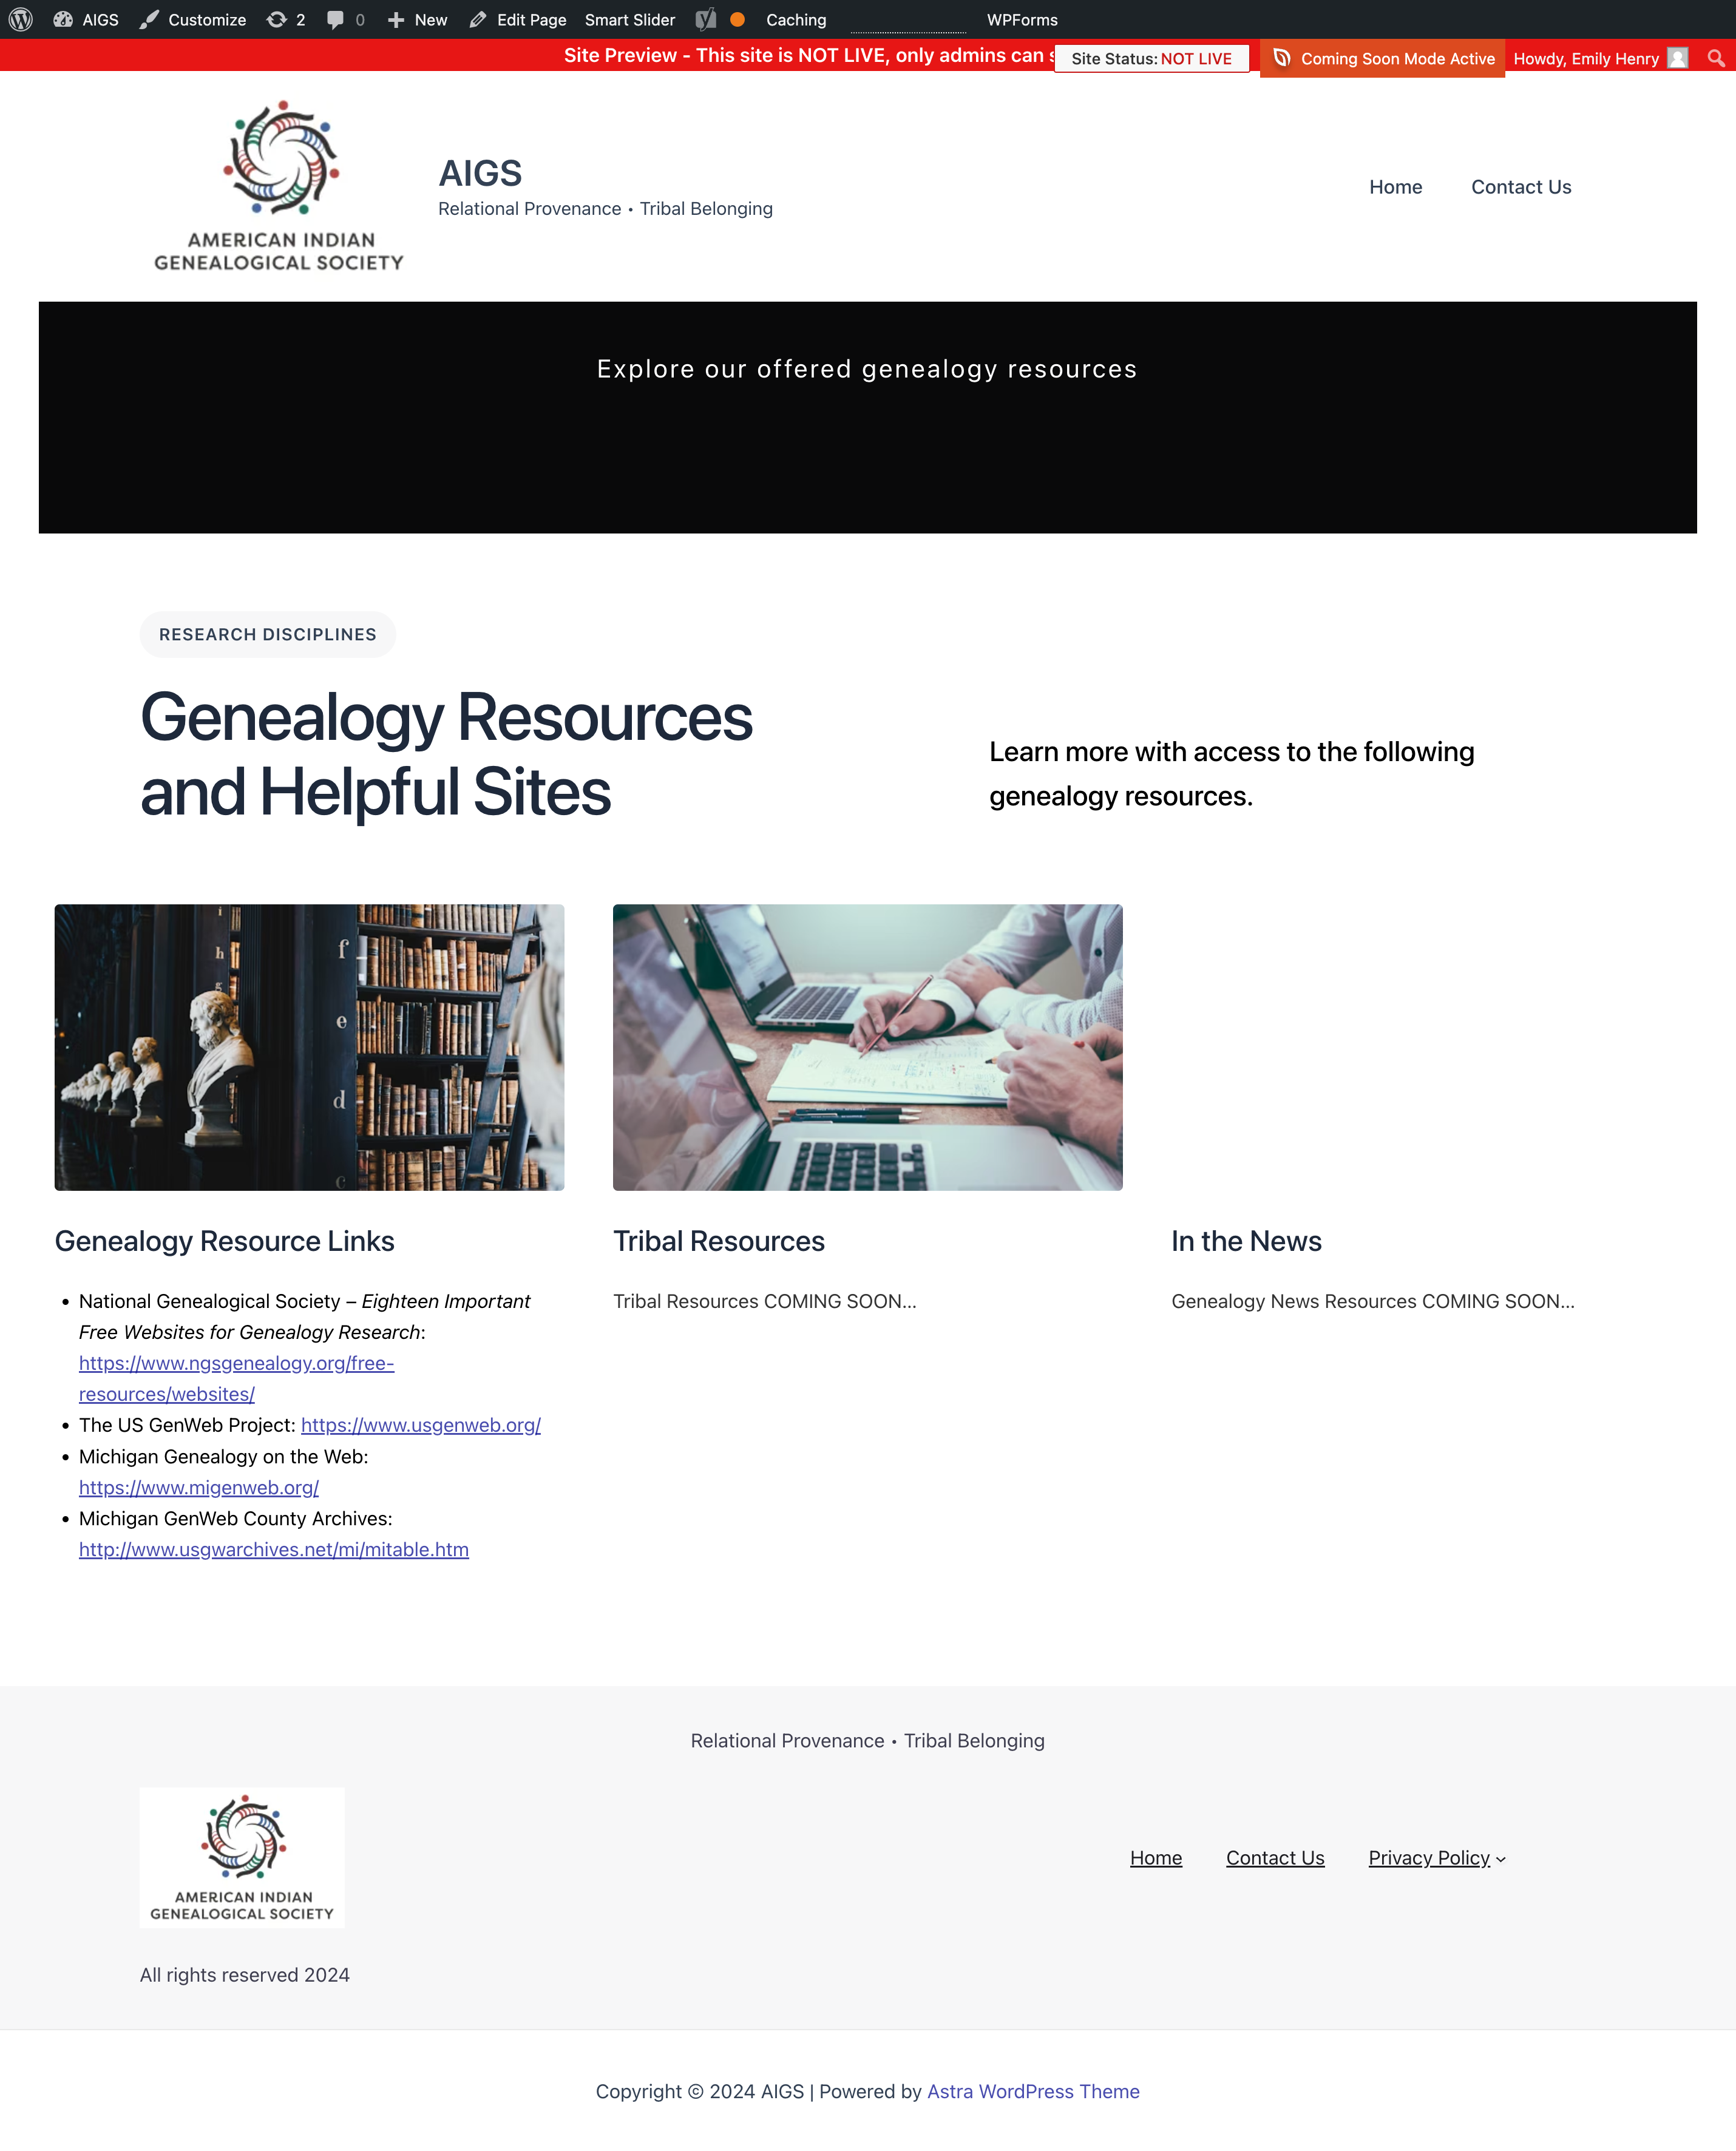 AIGS Customize 2 0 New Edit Page Smart Slider Caching WPForms
Site Preview - This site is NOT LIVE, only admins can
Site Status: NOT LIVE
Coming Soon Mode Active
Howdy, Emily Henry
AMERICAN INDIAN
GENEALOGICAL SOCIETY
AIGS
Relational Provenance • Tribal Belonging
Home Contact Us
Explore our offered genealogy resources
RESEARCH DISCIPLINES
Genealogy Resources
and Helpful Sites
Learn more with access to the following
genealogy resources.
i
h
g
f
e
d
c
Genealogy Resource Links
• National Genealogical Society – Eighteen Important
Free Websites for Genealogy Research:
https://www.ngsgenealogy.org/free-
resources/websites/
• The US GenWeb Project: https://www.usgenweb.org/
• Michigan Genealogy on the Web:
https://www.migenweb.org/
• Michigan GenWeb County Archives:
http://www.usgwarchives.net/mi/mitable.htm
Tribal Resources
Tribal Resources COMING SOON...
In the News
Genealogy News Resources COMING SOON...
Relational Provenance • Tribal Belonging
AMERICAN INDIAN
GENEALOGICAL SOCIETY
Home Contact Us Privacy Policy
All rights reserved 2024
Copyright © 2024 AIGS | Powered by Astra WordPress Theme